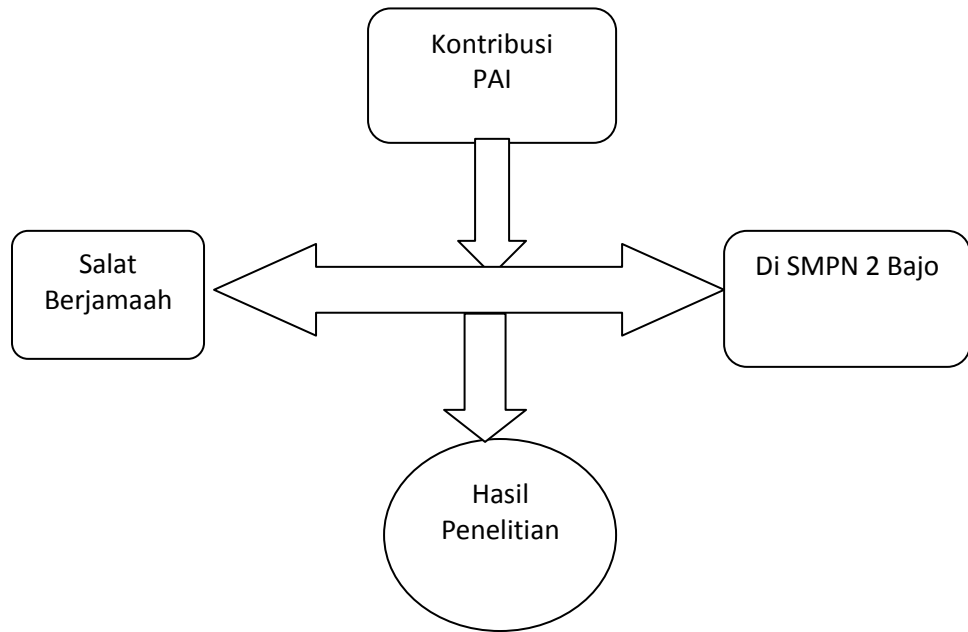 Kontribusi
PAI
Salat
Berjamaah
Di SMPN 2 Bajo
Hasil
Penelitian